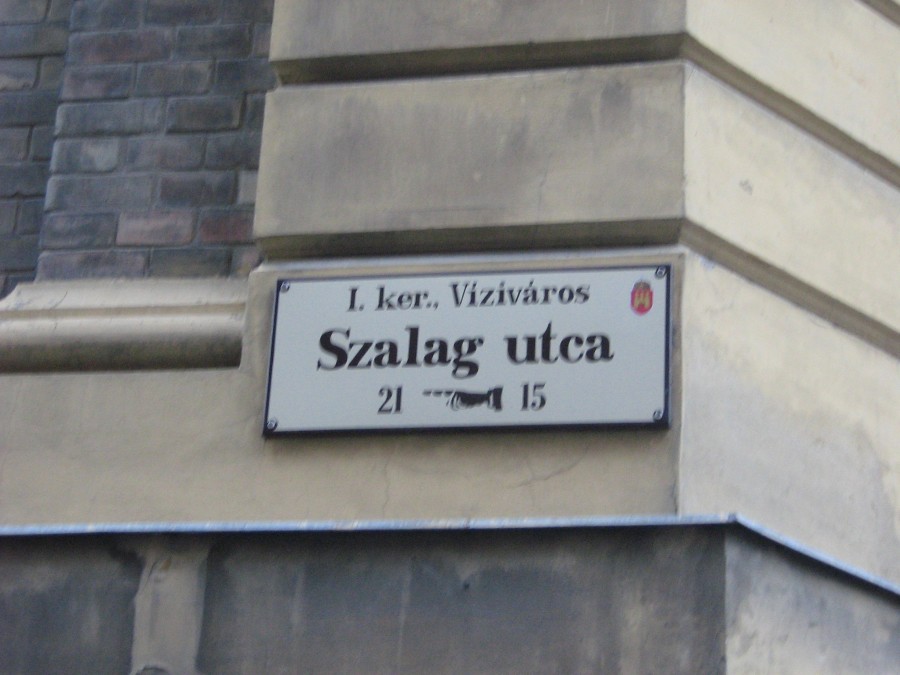 I. ker., Víziváros
Szalag utca
21 15